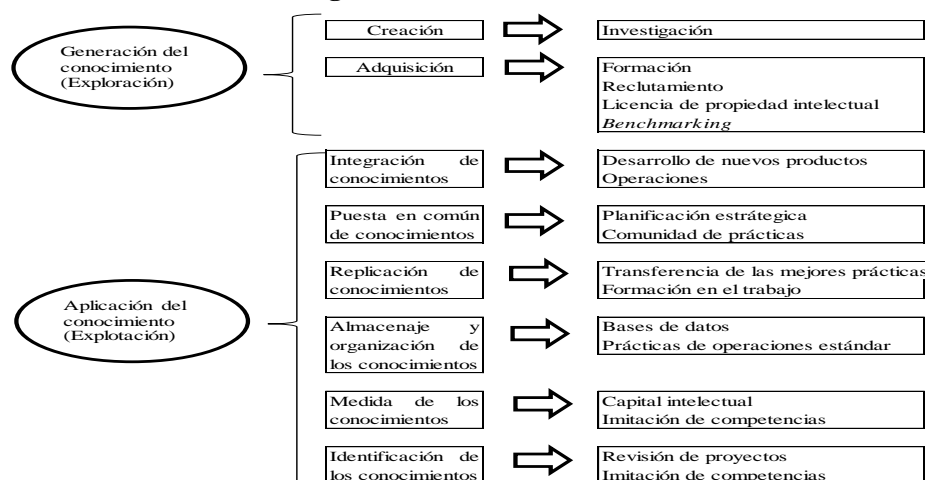 Generación del
conocimiento
(Exploración)
Creación
Investigación
Adquisición
Formación
Reclutamiento
Licencia de propiedad intelectual
Benchmarking
Aplicación del
conocimiento
(Explotación)
Integración de
conocimientos
Desarrollo de nuevos productos
Operaciones
Puesta en común
de conocimientos
Planificación estrátegica
Comunidad de prácticas
Replicación de
conocimientos
Transferencia de las mejores prácticas
Formación en el trabajo
Almacenaje y
organización de
los conocimientos
Bases de datos
Prácticas de operaciones estándar
Medida de los
conocimientos
Capital intelectual
Imitación de competencias
Identificación de
los conocimientos
Revisión de proyectos
Imitación de competencias